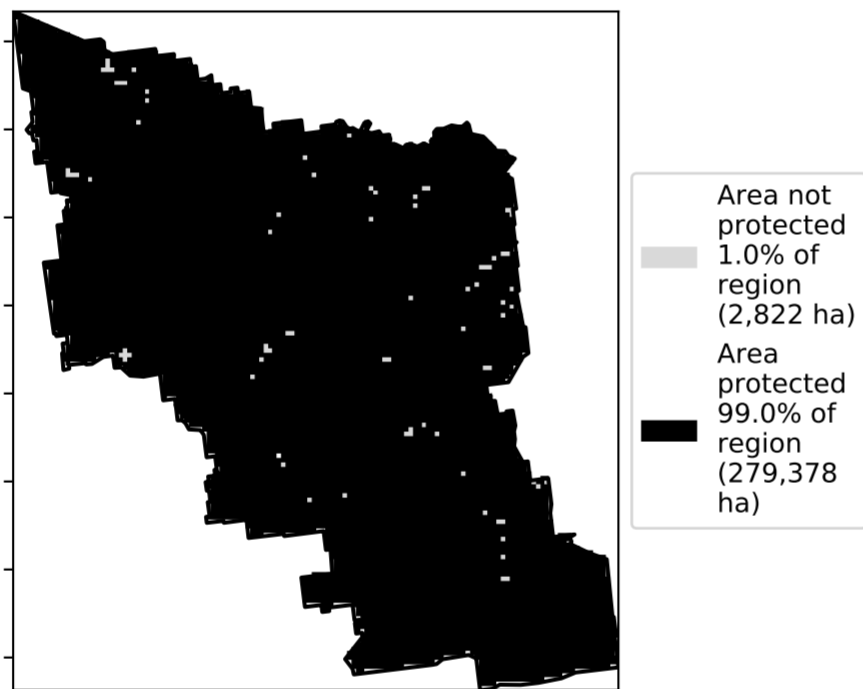 Area not
protected
1.0% of
region
(2,822 ha)
Area
protected
99.0% of
region
(279,378
ha)